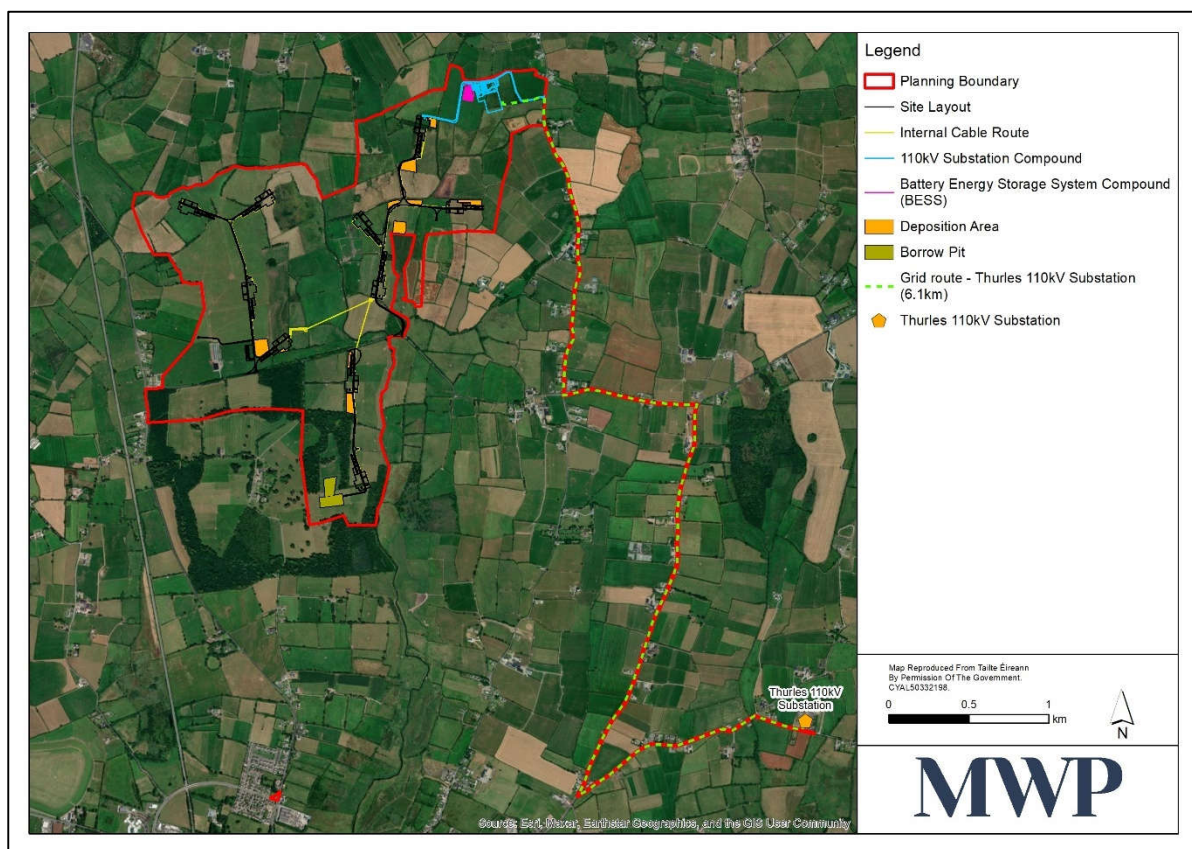 Legend
Planning Boundary
Site Layout
Internal Cable Route
110kV Substation Compound
Battery Energy Storage System Compound
(BESS)
Deposition Area
Borrow Pit
Grid route - Thurles 110kV Substation
(6.1km)
Thurles 110kV Substation
Thurles 110kV
Substation
Map Reproduced From Tailte Éireann
By Permission Of The Government.
CYAL50332198.
0 0.5 1
km
N
MWP
Source: Esri, Maxar, Earthstar Geographics, and the GIS User Community